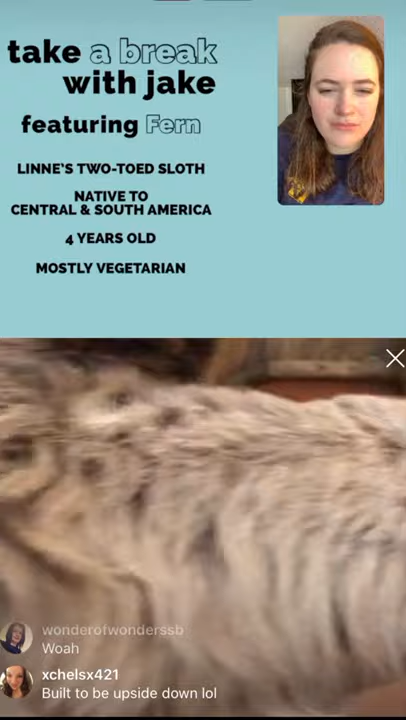 take a break
with jake
featuring Fern
LINNE'S TWO-TOED SLOTH
NATIVE TO
CENTRAL & SOUTH AMERICA
4 YEARS OLD
MOSTLY VEGETARIAN
wonderofwonderssb
Woah
xchelsx421
Built to be upside down lol